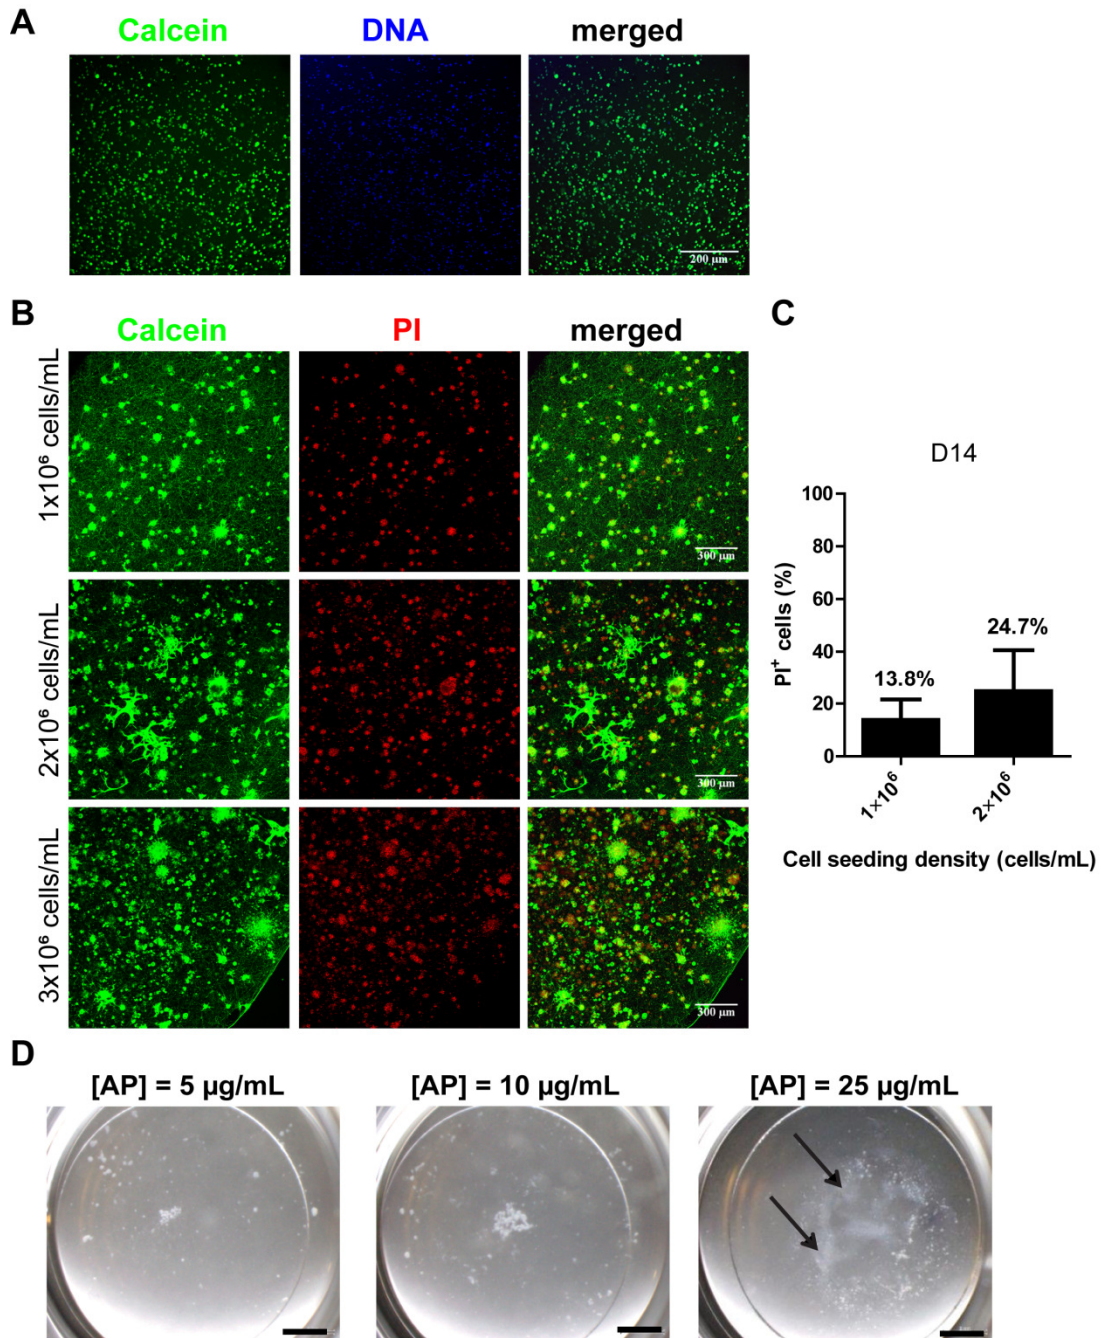 A
Calcein DNA merged
200 µm
B
Calcein PI merged
1x10⁶ cells/mL
300 µm
2x10⁶ cells/mL
300 µm
3x10⁶ cells/mL
300 µm
C
D14
PI⁺ cells (%)
100
80
60
40
20
0
13.8%
24.7%
1×10⁶
2×10⁶
Cell seeding density (cells/mL)
D
[AP] = 5 µg/mL [AP] = 10 µg/mL [AP] = 25 µg/mL